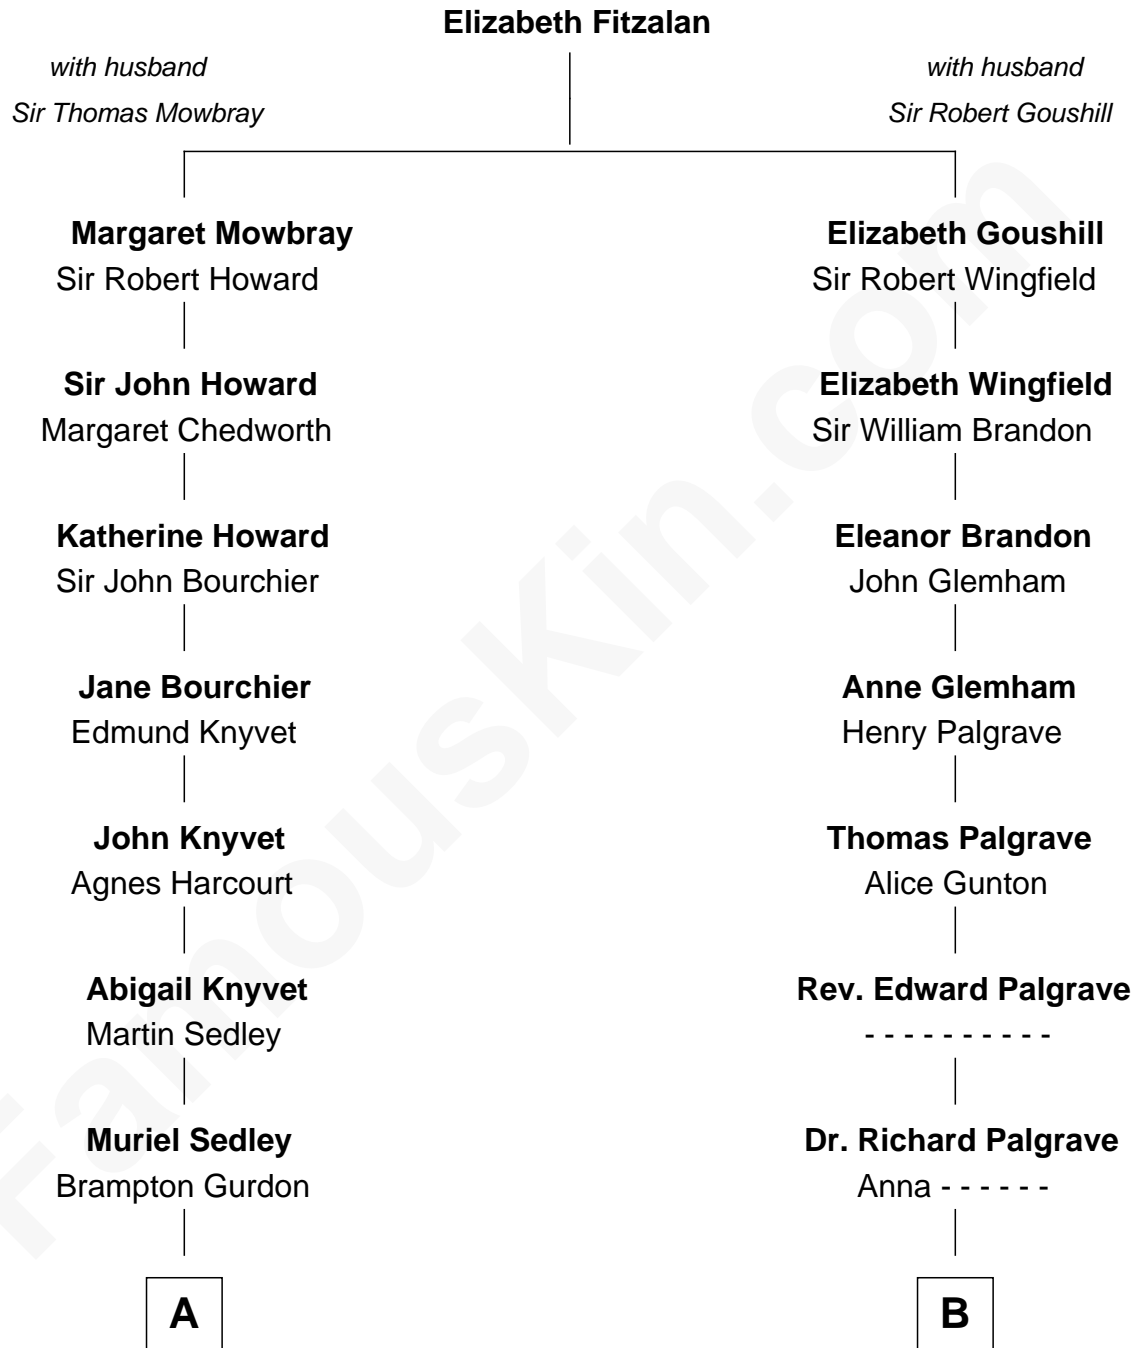 Elizabeth Fitzalan
with husband
Sir Thomas Mowbray
with husband
Sir Robert Goushill
Margaret Mowbray
Sir Robert Howard
Elizabeth Goushill
Sir Robert Wingfield
Sir John Howard
Margaret Chedworth
Elizabeth Wingfield
Sir William Brandon
Katherine Howard
Sir John Bourchier
Eleanor Brandon
John Glemham
Jane Bourchier
Edmund Knyvet
Anne Glemham
Henry Palgrave
John Knyvet
Agnes Harcourt
Thomas Palgrave
Alice Gunton
Abigail Knyvet
Martin Sedley
Rev. Edward Palgrave
- - - - - - - - - -
Muriel Sedley
Brampton Gurdon
Dr. Richard Palgrave
Anna - - - - - -
A
B
FamousKin.com